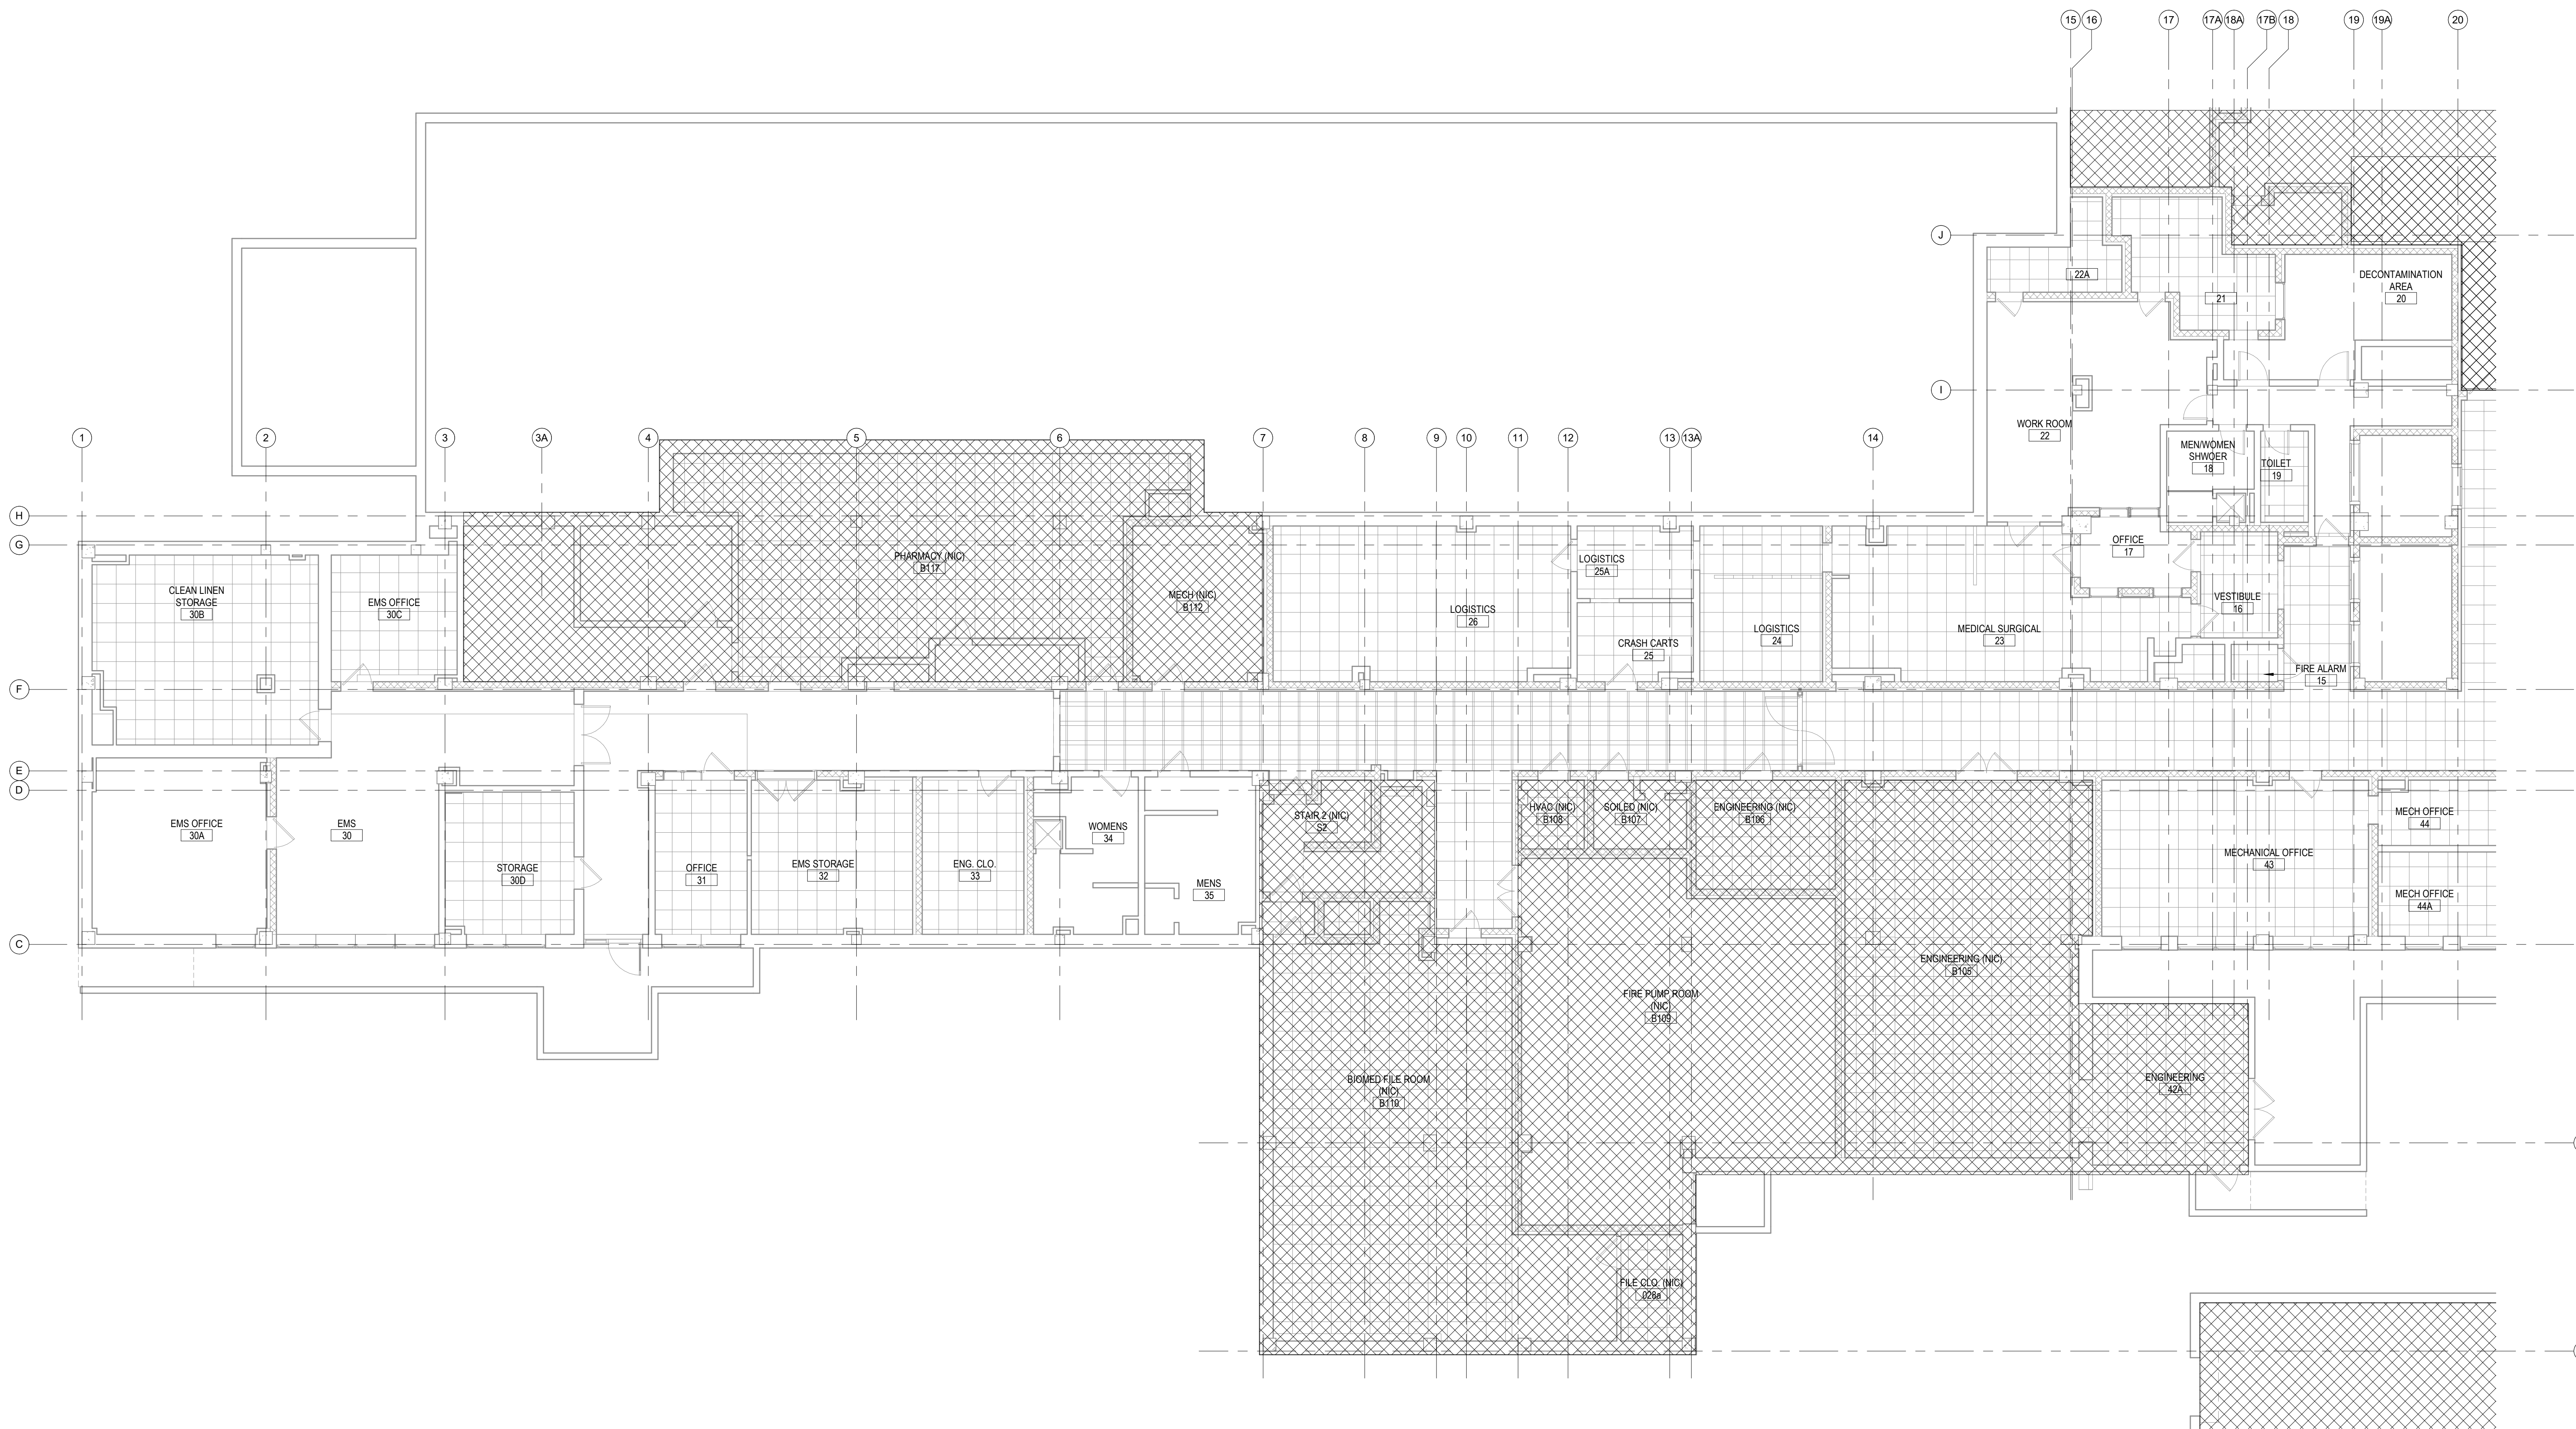 15
16
17
17A
18A
17B
18
19
19A
20
J
22A
21
DECONTAMINATION
AREA
20
I
WORK ROOM
22
MEN/WOMEN
SHWOER
18
TOILET
19
1
2
3
3A
4
5
6
7
8
9
10
11
12
13
13A
14
H
G
OFFICE
17
VESTIBULE
16
FIRE ALARM
15
CLEAN LINEN
STORAGE
30B
EMS OFFICE
30C
PHARMACY (NIC)
B117
MECH (NIC)
B112
LOGISTICS
26
LOGISTICS
25A
CRASH CARTS
25
LOGISTICS
24
MEDICAL SURGICAL
23
F
E
D
EMS OFFICE
30A
EMS
30
STORAGE
30D
OFFICE
31
EMS STORAGE
32
ENG. CLO.
33
WOMENS
34
MENS
35
STAIR 2 (NIC)
S2
HVAC (NIC)
B108
SOILED (NIC)
B107
ENGINEERING (NIC)
B106
MECHANICAL OFFICE
43
MECH OFFICE
44
MECH OFFICE
44A
C
ENGINEERING (NIC)
B105
FIRE PUMP ROOM
(NIC)
B109
BIOMED FILE ROOM
(NIC)
B110
ENGINEERING
42A
FILE CLO. (NIC)
028a